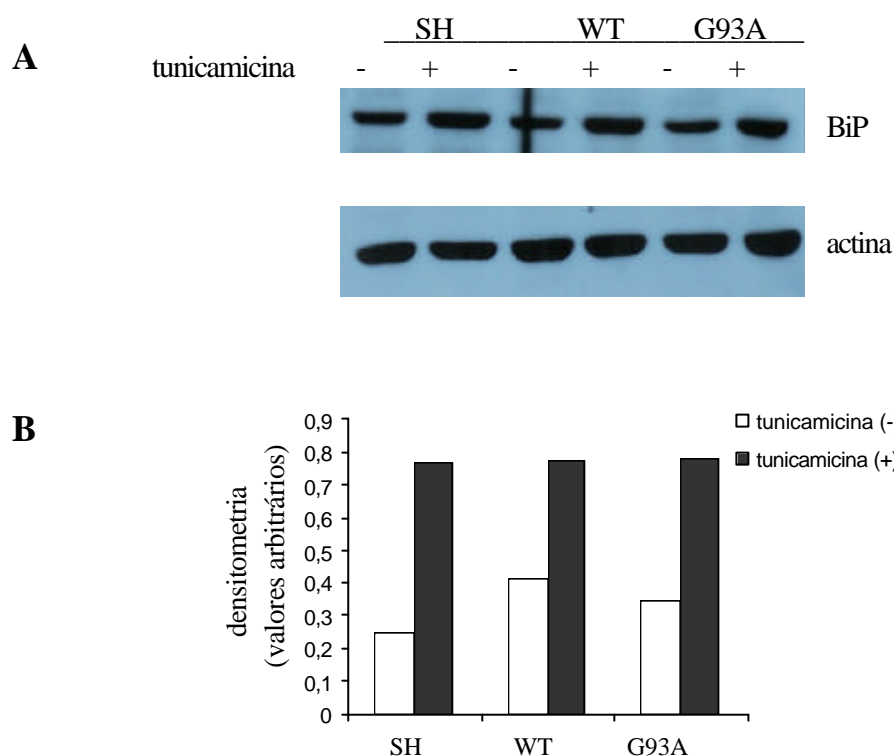 A
SH WT G93A
tunicamicina - + - + - +
BiP
actina
B
densitometria
(valores arbitrários)
0,9
0,8
0,7
0,6
0,5
0,4
0,3
0,2
0,1
0
SH WT G93A
tunicamicina (-
tunicamicina (+)